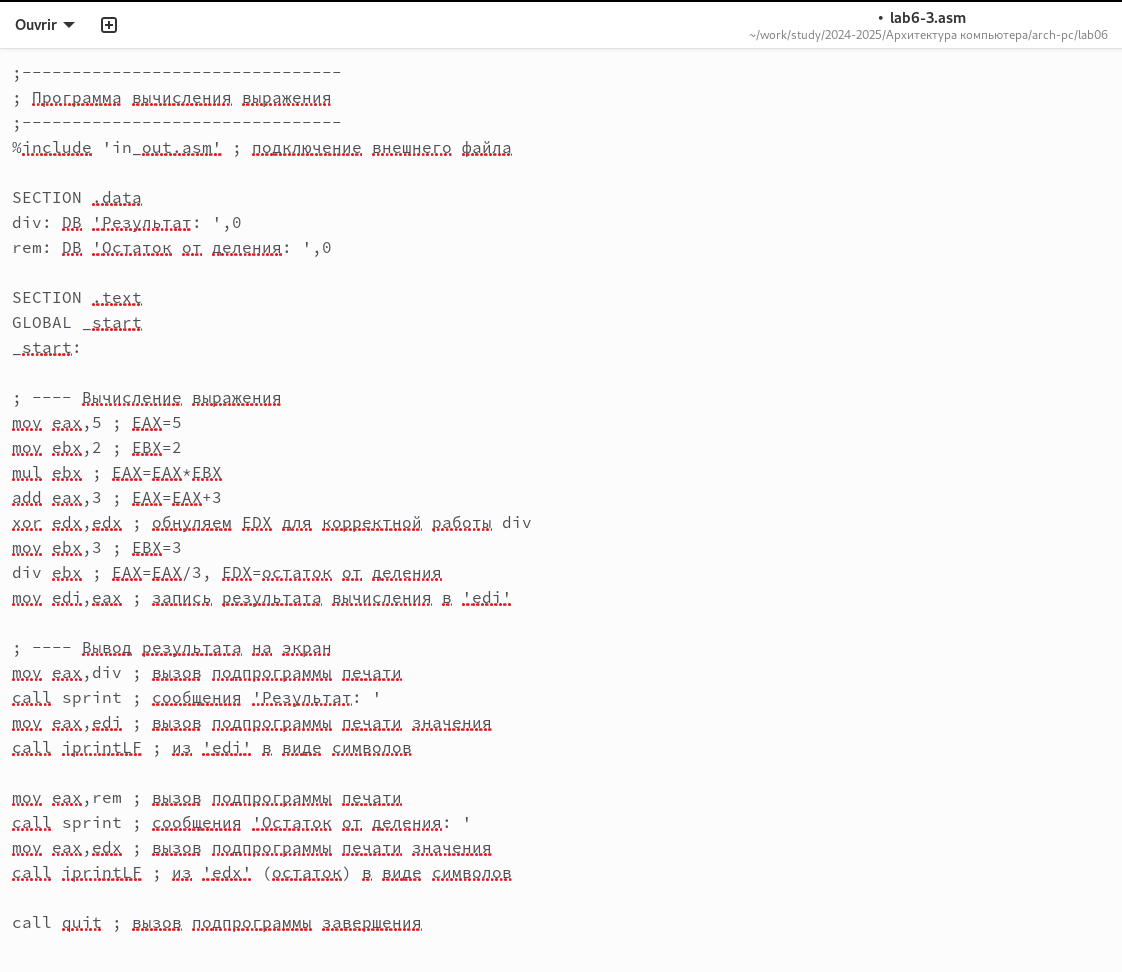 Ouvrir
• lab6-3.asm
~/work/study/2024-2025/Архитектура компьютера/arch-pc/lab06
;--------------------------------
; Программа вычисления выражения
;--------------------------------
%include 'in_out.asm' ; подключение внешнего файла
SECTION .data
div: DB 'Результат: ',0
rem: DB 'Остаток от деления: ',0
SECTION .text
GLOBAL _start
_start:
; ---- Вычисление выражения
mov eax,5 ; EAX=5
mov ebx,2 ; EBX=2
mul ebx ; EAX=EAX*EBX
add eax,3 ; EAX=EAX+3
xor edx,edx ; обнуляем EDX для корректной работы div
mov ebx,3 ; EBX=3
div ebx ; EAX=EAX/3, EDX=остаток от деления
mov edi,eax ; запись результата вычисления в 'edi'
; ---- Вывод результата на экран
mov eax,div ; вызов подпрограммы печати
call sprint ; сообщения 'Результат: '
mov eax,edi ; вызов подпрограммы печати значения
call iprintLF ; из 'edi' в виде символов
mov eax,rem ; вызов подпрограммы печати
call sprint ; сообщения 'Остаток от деления: '
mov eax,edx ; вызов подпрограммы печати значения
call iprintLF ; из 'edx' (остаток) в виде символов
call quit ; вызов подпрограммы завершения